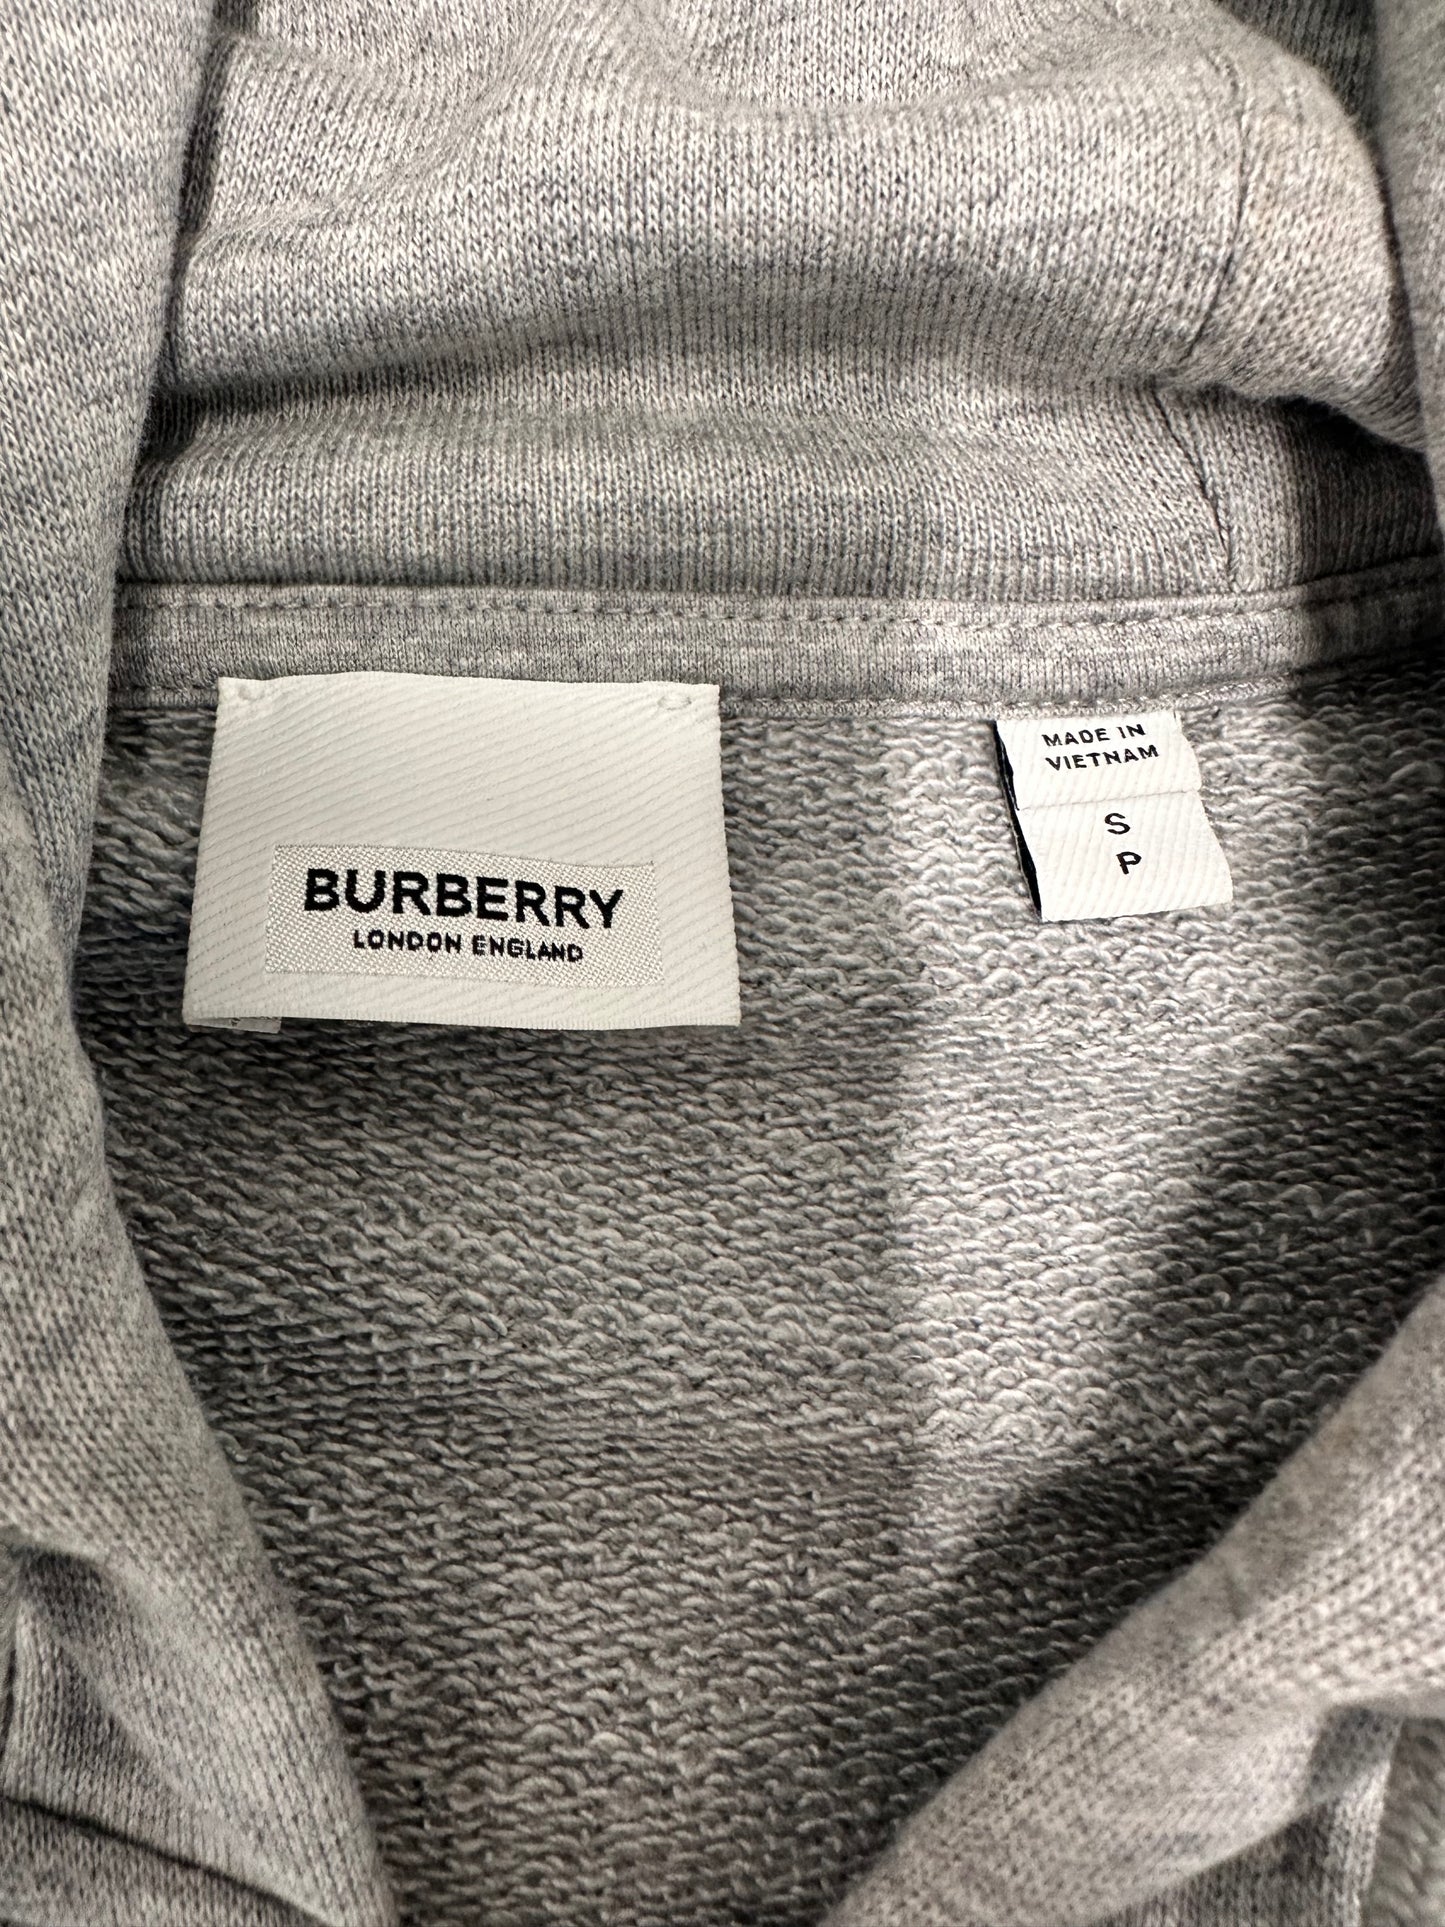 BURBERRY
LONDON ENGLAND
MADE IN
VIETNAM
S
P